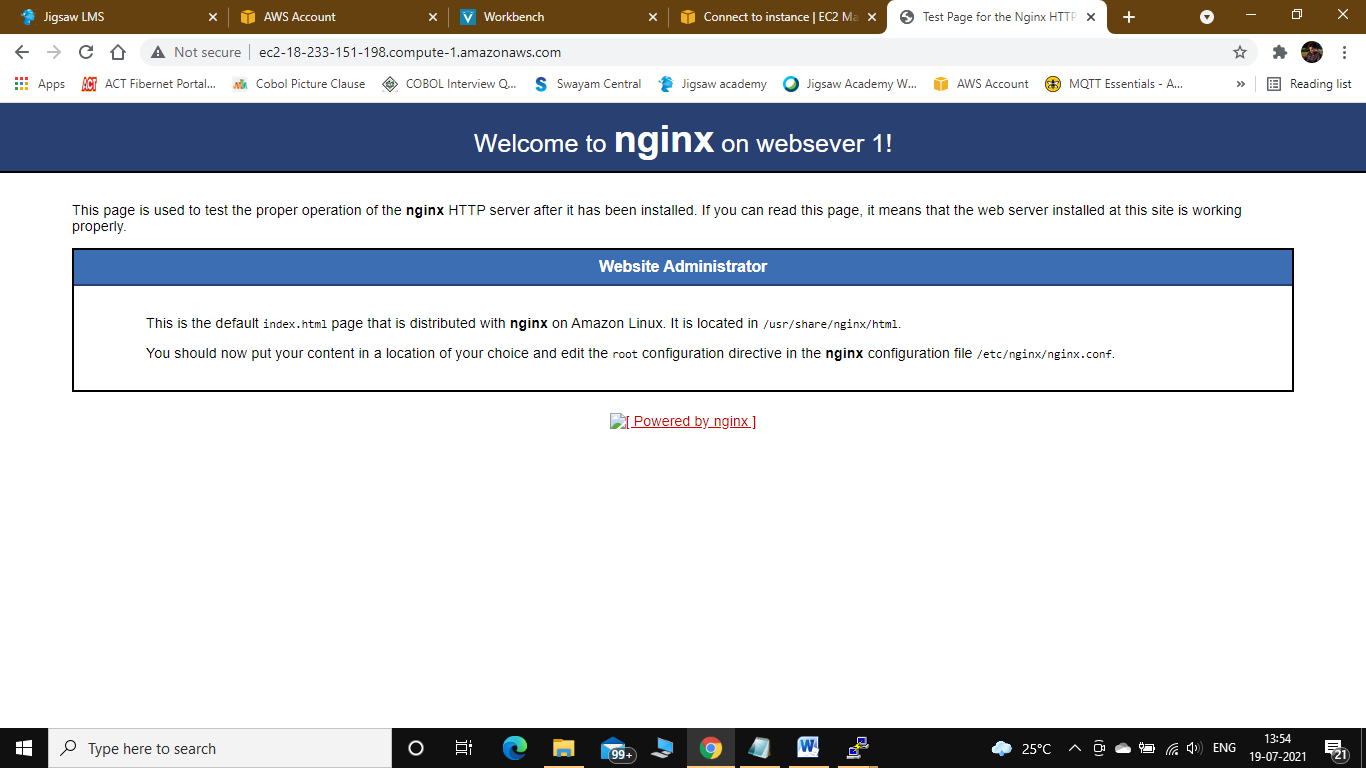 Jigsaw LMS
AWS Account
Workbench
Connect to instance | EC2 Ma
Test Page for the Nginx HTTP
Not secure
ec2-18-233-151-198.compute-1.amazonaws.com
Apps
ACT
ACT Fibernet Portal...
Cobol Picture Clause
COBOL Interview Q...
Swayam Central
Jigsaw academy
Jigsaw Academy W...
AWS Account
MQTT Essentials - A...
»
Reading list
Welcome to nginx on websever 1!
This page is used to test the proper operation of the nginx HTTP server after it has been installed. If you can read this page, it means that the web server installed at this site is working
properly.
Website Administrator
This is the default index.html page that is distributed with nginx on Amazon Linux. It is located in /usr/share/nginx/html.
You should now put your content in a location of your choice and edit the root configuration directive in the nginx configuration file /etc/nginx/nginx.conf.
[ Powered by nginx ]
Type here to search
99+
25°C
ENG
13:54
19-07-2021
21